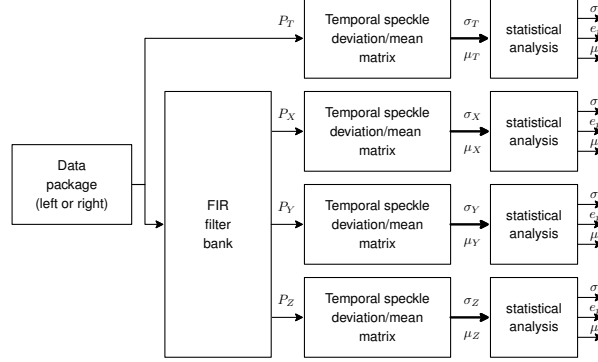 P_T
Temporal speckle
deviation/mean
matrix
σ_T
μ_T
statistical
analysis
σ
e
μ
P_X
Temporal speckle
deviation/mean
matrix
σ_X
μ_X
statistical
analysis
σ
e
μ
Data
package
(left or right)
FIR
filter
bank
P_Y
Temporal speckle
deviation/mean
matrix
σ_Y
μ_Y
statistical
analysis
σ
e
μ
P_Z
Temporal speckle
deviation/mean
matrix
σ_Z
μ_Z
statistical
analysis
σ
e
μ